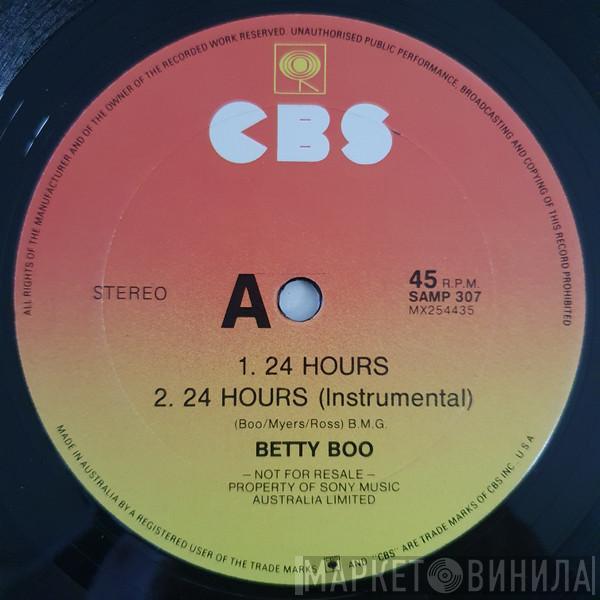 ALL RIGHTS OF THE MANUFACTURER AND OF THE OWNER OF THE RECORDED WORK RESERVED. UNAUTHORISED PUBLIC PERFORMANCE, BROADCASTING AND COPYING OF THIS RECORD PROHIBITED
CBS
STEREO
A
45 R.P.M.
SAMP 307
MX254435
1. 24 HOURS
2. 24 HOURS (Instrumental)
(Boo/Myers/Ross) B.M.G.
BETTY BOO
– NOT FOR RESALE –
PROPERTY OF SONY MUSIC
AUSTRALIA LIMITED
MADE IN AUSTRALIA BY A REGISTERED USER OF THE TRADE MARKS AND "CBS" ARE TRADE MARKS OF CBS INC. U.S.A.
МАРКЕТ ВИНИЛА